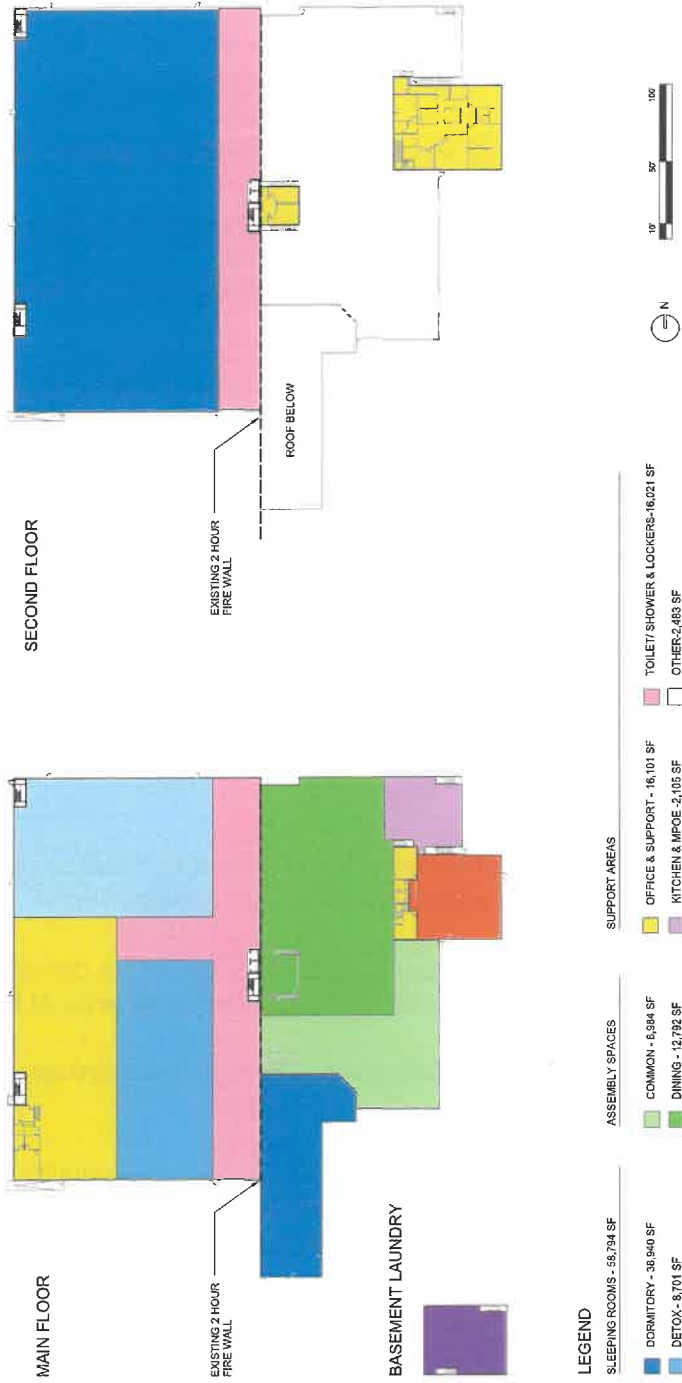 MAIN FLOOR
EXISTING 2 HOUR
FIRE WALL
BASEMENT LAUNDRY
SECOND FLOOR
EXISTING 2 HOUR
FIRE WALL
ROOF BELOW
LEGEND
SLEEPING ROOMS - 58,794 SF
DORMITORY - 38,940 SF
DETOX - 8,701 SF
ASSEMBLY SPACES
COMMON - 6,984 SF
DINING - 12,792 SF
SUPPORT AREAS
OFFICE & SUPPORT - 16,101 SF
KITCHEN & MPOE -2,105 SF
TOILET/ SHOWER & LOCKERS-16,021 SF
OTHER-2,483 SF
N
10' 50' 100'